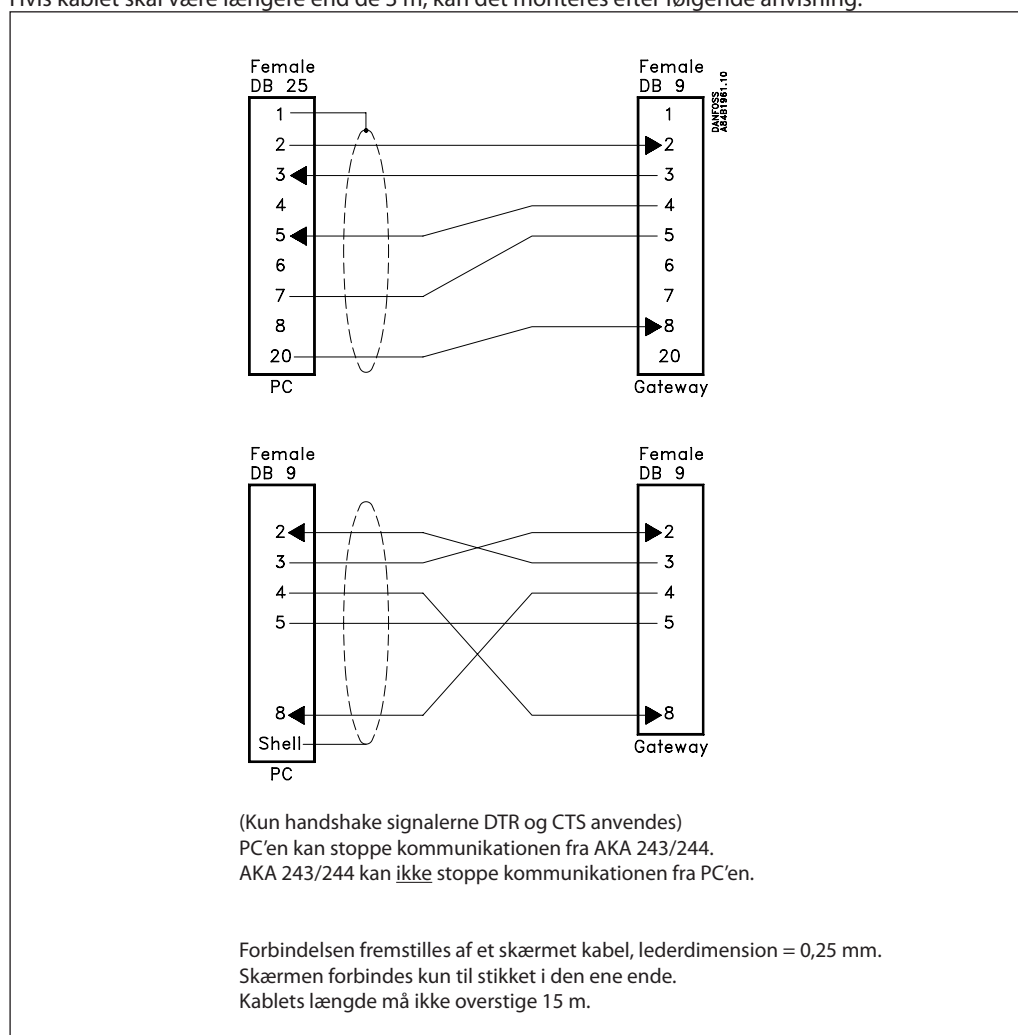 Hvis kablet skal være længere end de 3 m, kan det monteres efter følgende anvisning.
Female
DB 25
Female
DB 9
DANFOSS
A84B1961.10
1
2
3
4
5
6
7
8
20
PC
1
2
3
4
5
6
7
8
20
Gateway
Female
DB 9
Female
DB 9
2
3
4
5
8
Shell
PC
2
3
4
5
8
Gateway
(Kun handshake signalerne DTR og CTS anvendes)
PC’en kan stoppe kommunikationen fra AKA 243/244.
AKA 243/244 kan ikke stoppe kommunikationen fra PC’en.
Forbindelsen fremstilles af et skærmet kabel, lederdimension = 0,25 mm.
Skærmen forbindes kun til stikket i den ene ende.
Kablets længde må ikke overstige 15 m.